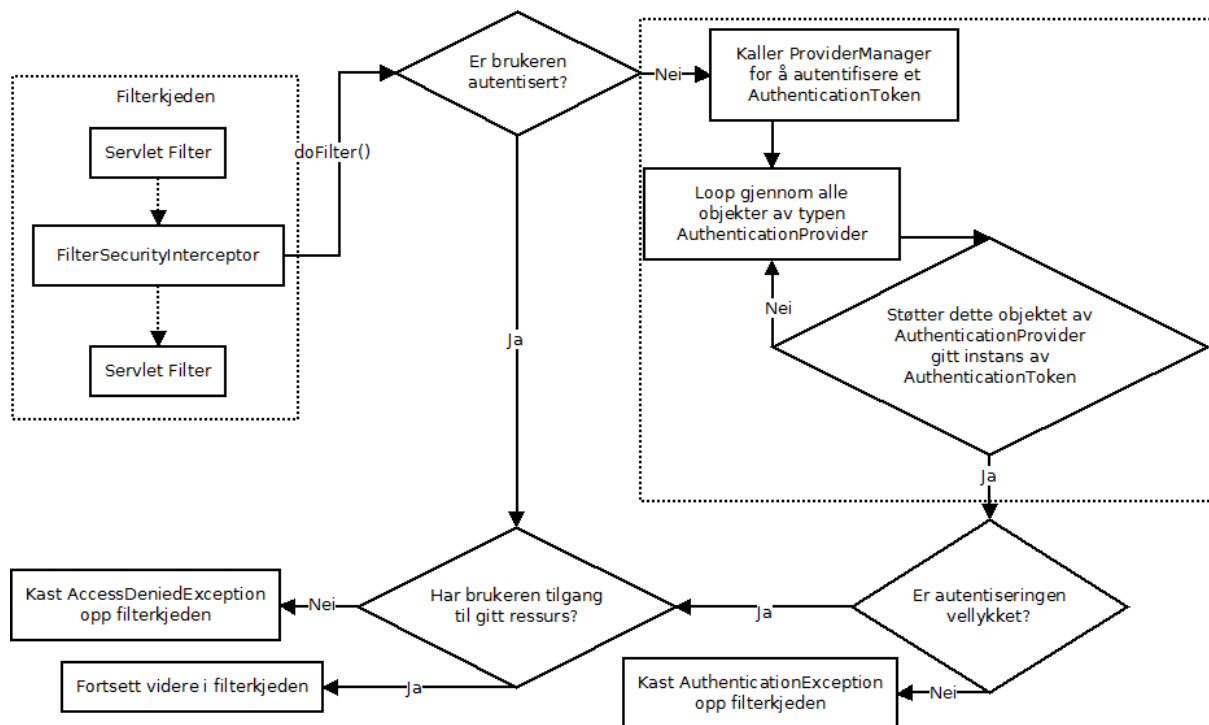 Filterkjeden
Servlet Filter
FilterSecurityInterceptor
Servlet Filter
doFilter()
Er brukeren
autentisert?
Nei
Kaller ProviderManager
for å autentifisere et
AuthenticationToken
Loop gjennom alle
objekter av typen
AuthenticationProvider
Nei
Støtter dette objektet av
AuthenticationProvider
gitt instans av
AuthenticationToken
Ja
Ja
Har brukeren tilgang
til gitt ressurs?
Nei
Kast AccessDeniedException
opp filterkjeden
Ja
Fortsett videre i filterkjeden
Ja
Er autentiseringen
vellykket?
Nei
Kast AuthenticationException
opp filterkjeden